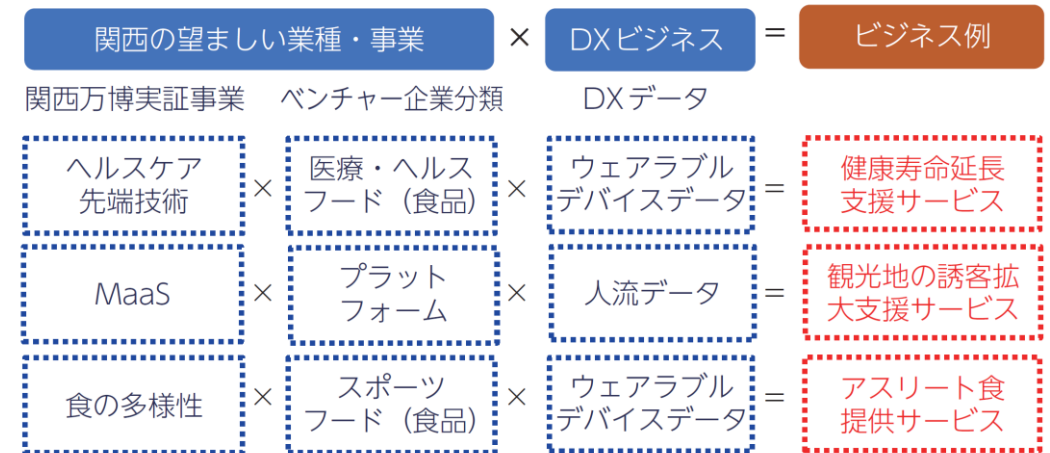 関西の望ましい業種・事業 × DXビジネス = ビジネス例
関西万博実証事業 ベンチャー企業分類 DXデータ
ヘルスケア
先端技術
×
医療・ヘルス
フード（食品）
×
ウェアラブル
デバイスデータ
=
健康寿命延長
支援サービス
MaaS
×
プラット
フォーム
×
人流データ
=
観光地の誘客拡
大支援サービス
食の多様性
×
スポーツ
フード（食品）
×
ウェアラブル
デバイスデータ
=
アスリート食
提供サービス